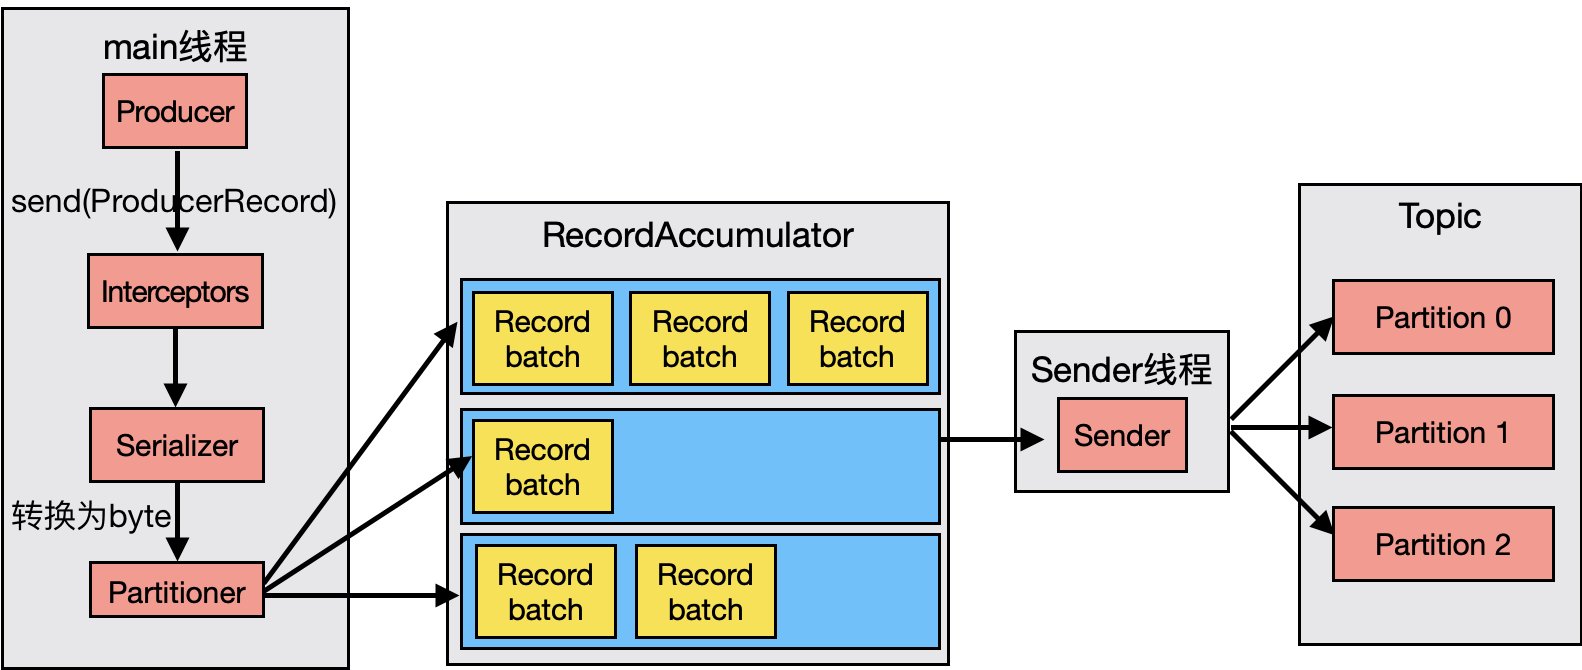 main线程
Producer
send(ProducerRecord)
Interceptors
Serializer
转换为byte
Partitioner
RecordAccumulator
Record
batch
Record
batch
Record
batch
Record
batch
Record
batch
Record
batch
Sender线程
Sender
Topic
Partition 0
Partition 1
Partition 2